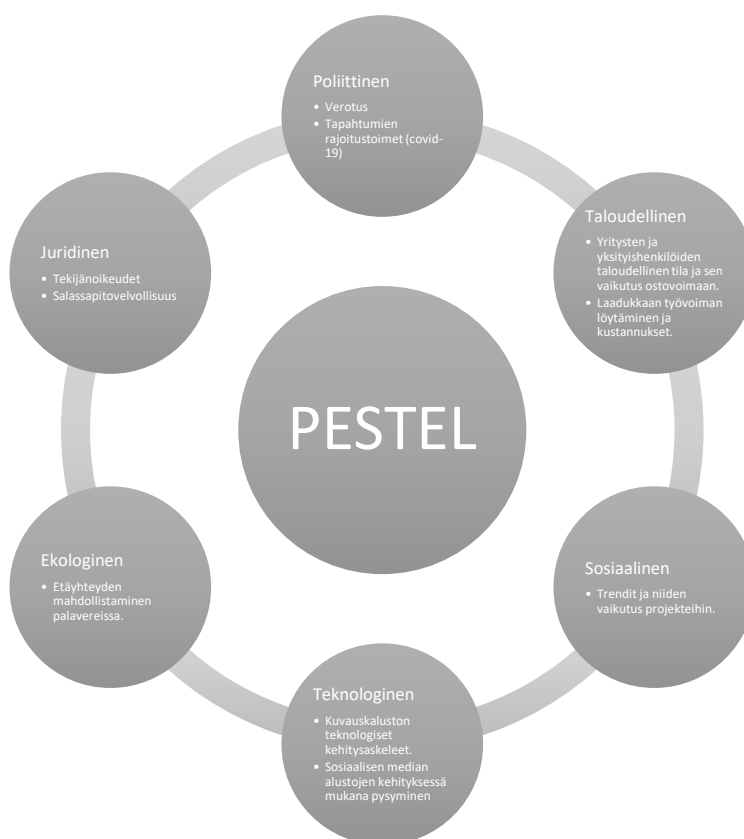 Poliittinen
• Verotus
• Tapahtumien
rajoitustoimet (covid-
19)
Taloudellinen
• Yritysten ja
yksityishenkilöiden
taloudellinen tila ja sen
vaikutus ostovoimaan.
• Laadukkaan työvoiman
löytäminen ja
kustannukset.
Sosiaalinen
• Trendit ja niiden
vaikutus projekteihin.
Teknologinen
• Kuvauskaluston
teknologiset
kehitysaskeleet.
• Sosiaalisen median
alustojen kehityksessä
mukana pysyminen
Ekologinen
• Etäyhteyden
mahdollistaminen
palavereissa.
Juridinen
• Tekijänoikeudet
• Salassapitovelvollisuus
PESTEL